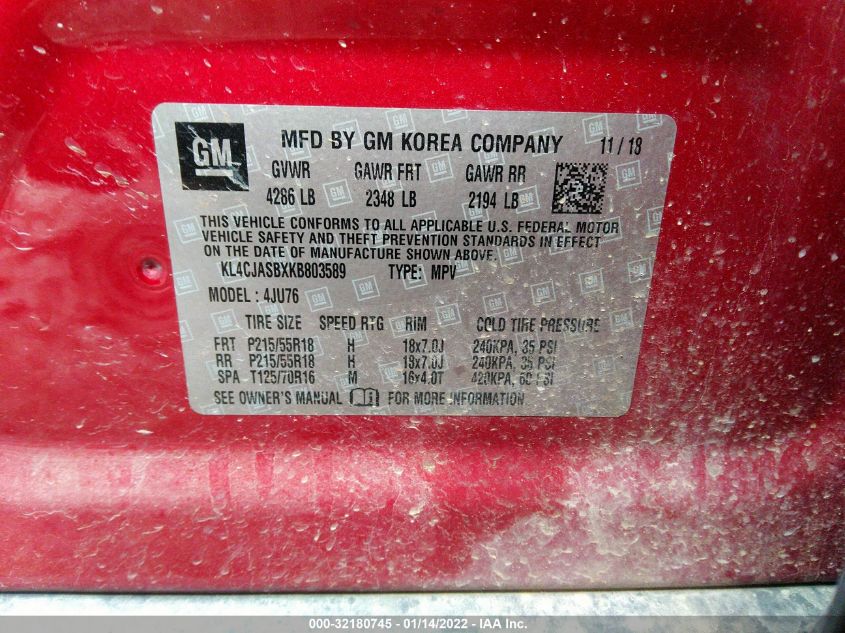 GM MFD BY GM KOREA COMPANY 11/18
GVWR GAWR FRT GAWR RR
4286 LB 2348 LB 2194 LB
THIS VEHICLE CONFORMS TO ALL APPLICABLE U.S. FEDERAL MOTOR
VEHICLE SAFETY AND THEFT PREVENTION STANDARDS IN EFFECT
ON THE DATE OF MANUFACTURE SHOWN ABOVE.
KL4CJASBXKB803589 TYPE: MPV
MODEL: 4JU76
TIRE SIZE SPEED RTG RIM COLD TIRE PRESSURE
FRT P215/55R18 H 18x7.0J 240KPA, 35 PSI
RR P215/55R18 H 18x7.0J 240KPA, 35 PSI
SPA T125/70R16 M 16x4.0T 420KPA, 60 PSI
SEE OWNER'S MANUAL FOR MORE INFORMATION
000-32180745 - 01/14/2022 - IAA Inc.